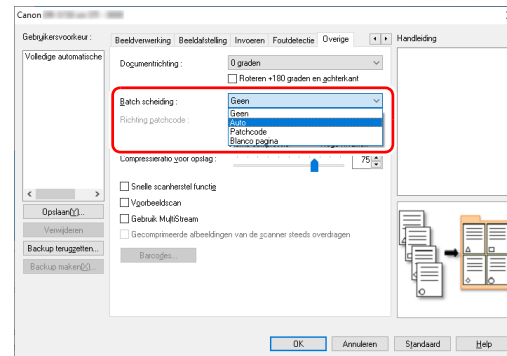 Canon
Gebruikersvoorkeur :
Volledige automatische
Opslaan(Y)...
Verwijderen
Backup terugzetten...
Backup maken(X)...
Beeldverwerking Beeldafstelling Invoeren Foutdetectie Overige
Documentrichting : 0 graden
Roteren +180 graden en achterkant
Batch scheiding : Geen
Richting patchcode :
Geen
Auto
Patchcode
Blanco pagina
Compressieratio voor opslag : 75
Snelle scanherstel functie
Voorbeeldscan
Gebruik MultiStream
Gecomprimeerde afbeeldingen van de scanner steeds overdragen
Barcodes...
Handleiding
OK Annuleren Standaard Help